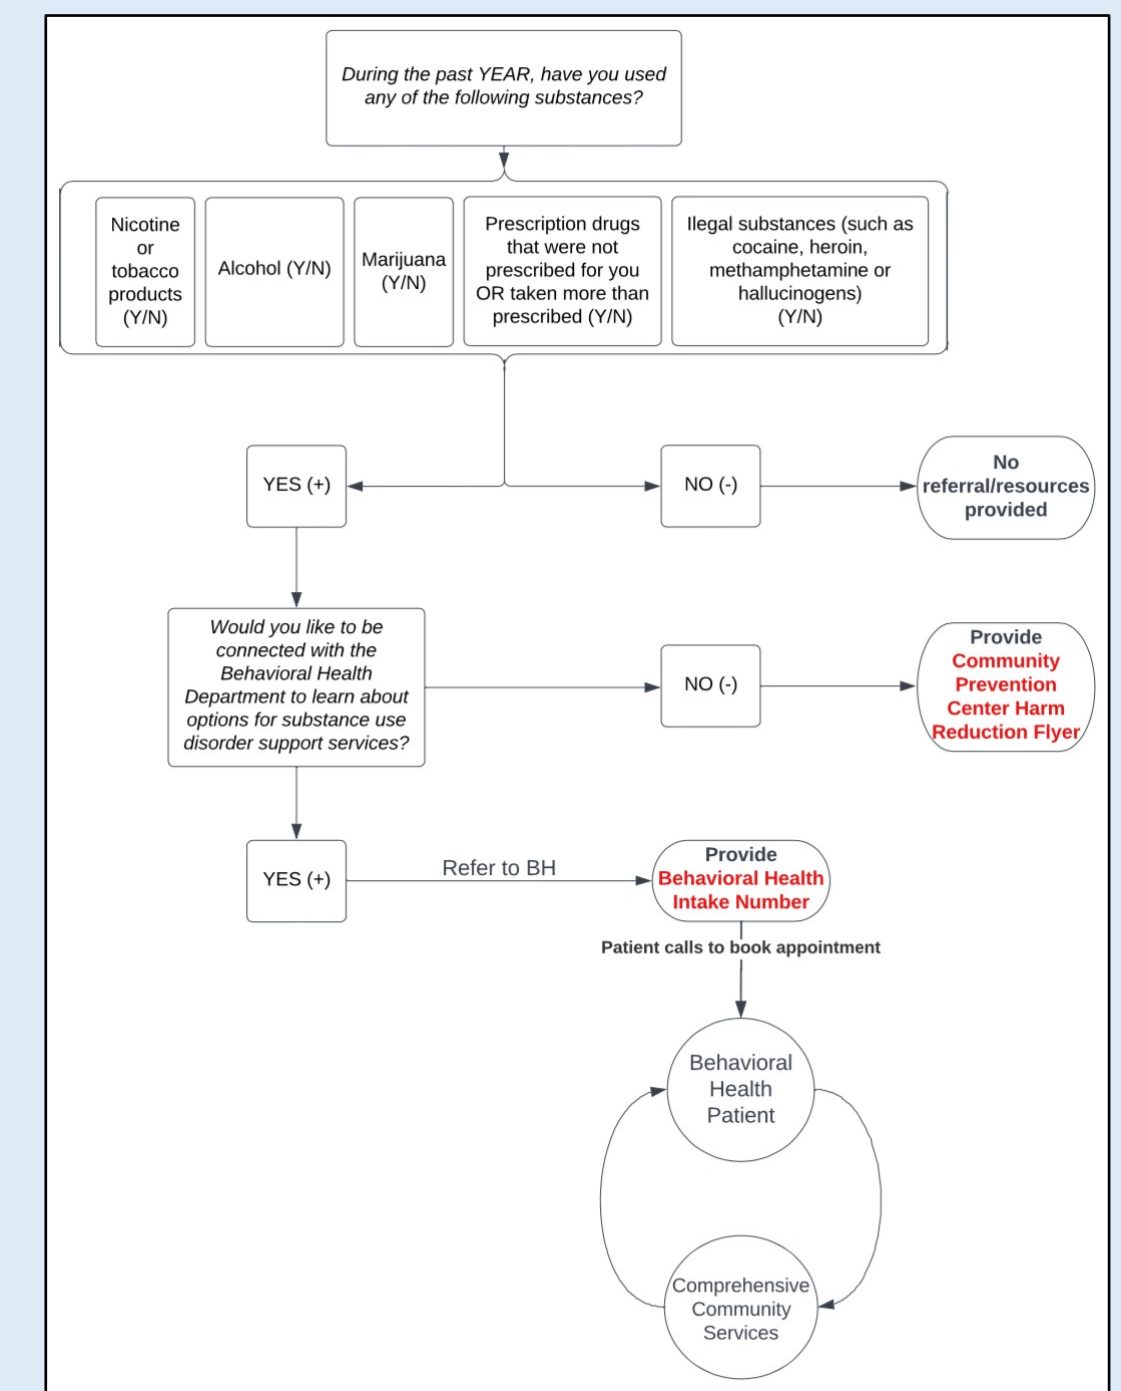 During the past YEAR, have you used
any of the following substances?
Nicotine
or
tobacco
products
(Y/N)
Alcohol (Y/N)
Marijuana
(Y/N)
Prescription drugs
that were not
prescribed for you
OR taken more than
prescribed (Y/N)
Ilegal substances (such as
cocaine, heroin,
methamphetamine or
hallucinogens)
(Y/N)
YES (+)
NO (-)
No
referral/resources
provided
Would you like to be
connected with the
Behavioral Health
Department to learn about
options for substance use
disorder support services?
NO (-)
Provide
Community
Prevention
Center Harm
Reduction Flyer
YES (+)
Refer to BH
Provide
Behavioral Health
Intake Number
Patient calls to book appointment
Behavioral
Health
Patient
Comprehensive
Community
Services